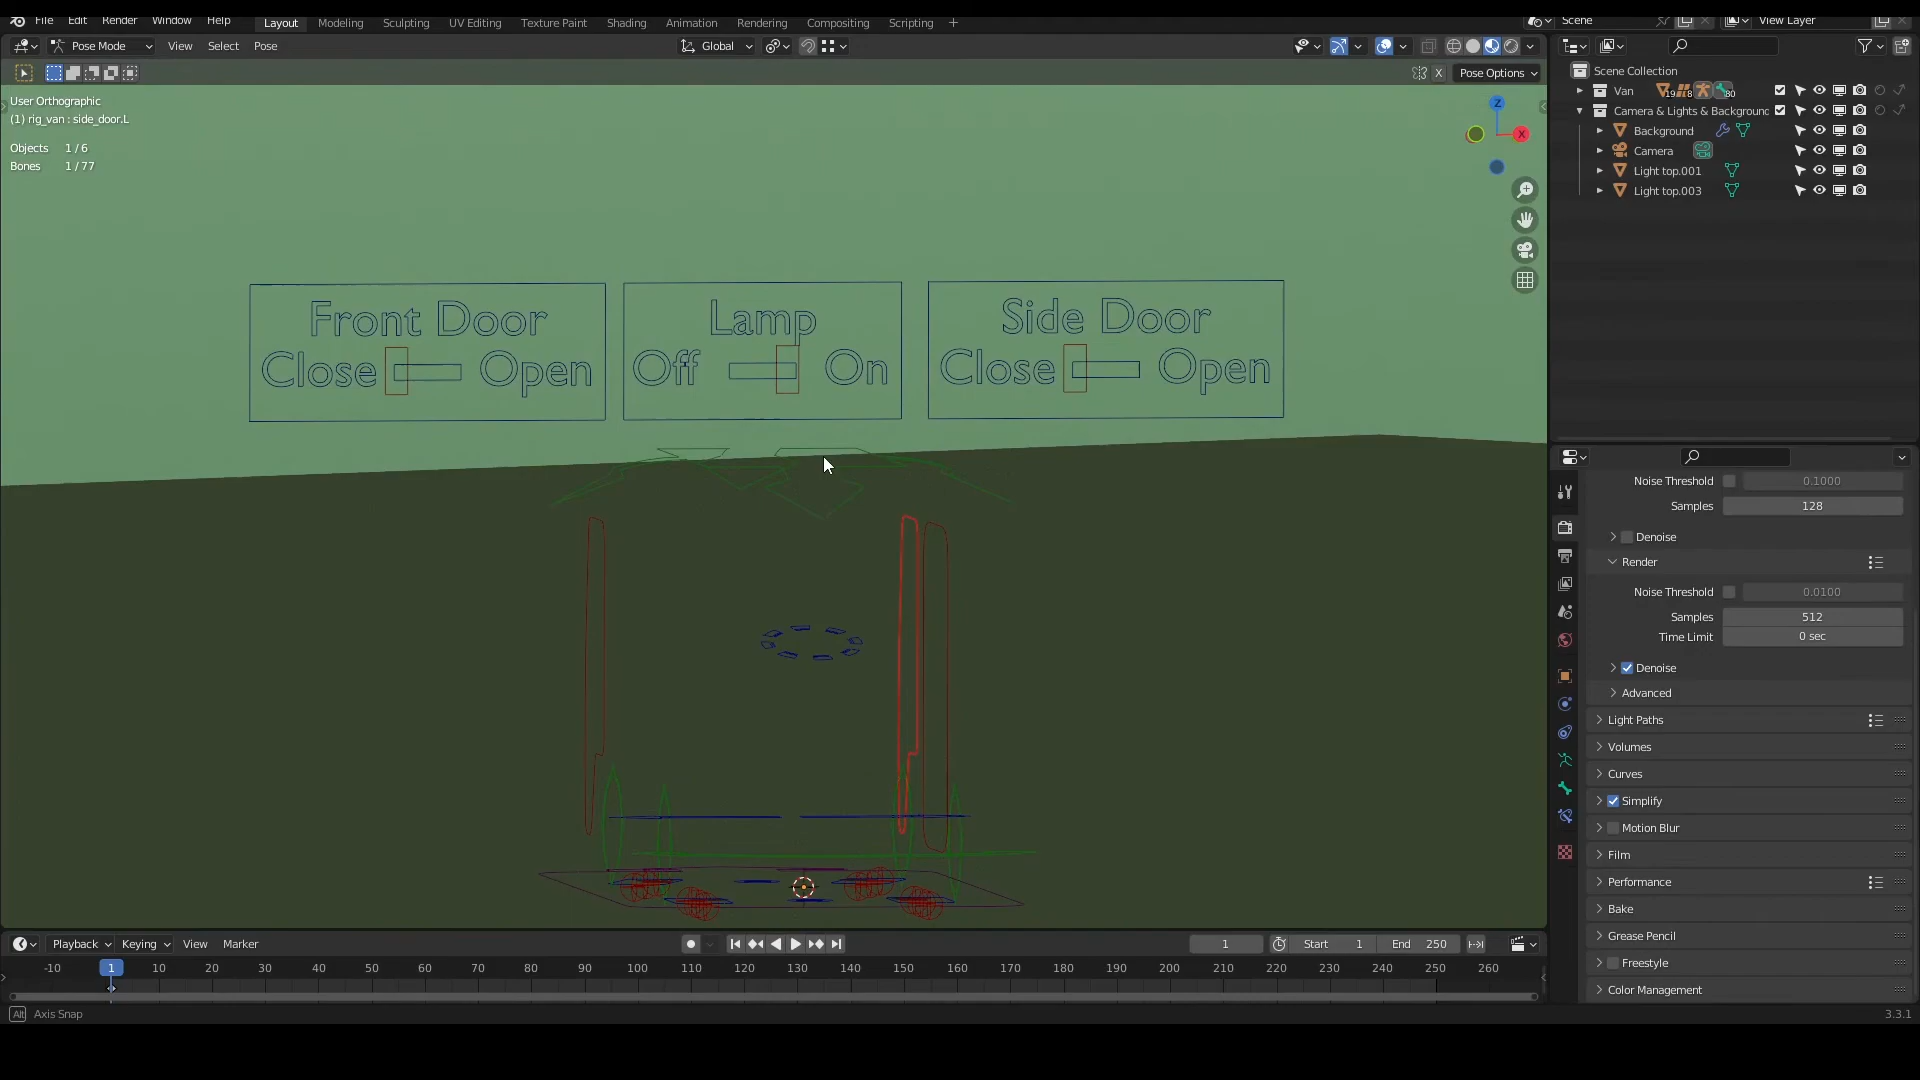 File Edit Render Window Help Layout Modeling Sculpting UV Editing Texture Paint Shading Animation Rendering Compositing Scripting + Scene View Layer
Pose Mode View Select Pose Global
X Pose Options
User Orthographic
(1) rig_van : side_door.L
Objects 1 / 6
Bones 1 / 77
Z
X
Front Door
Close Open
Lamp
Off On
Side Door
Close Open
Scene Collection
Van 19 8 80
Camera & Lights & Background
Background
Camera
Light top.001
Light top.003
Noise Threshold 0.1000
Samples 128
Denoise
Render
Noise Threshold 0.0100
Samples 512
Time Limit 0 sec
Denoise
Advanced
Light Paths
Volumes
Curves
Simplify
Motion Blur
Film
Performance
Bake
Grease Pencil
Freestyle
Color Management
Playback Keying View Marker 1 Start 1 End 250
-10 1 10 20 30 40 50 60 70 80 90 100 110 120 130 140 150 160 170 180 190 200 210 220 230 240 250 260
Alt Axis Snap 3.3.1